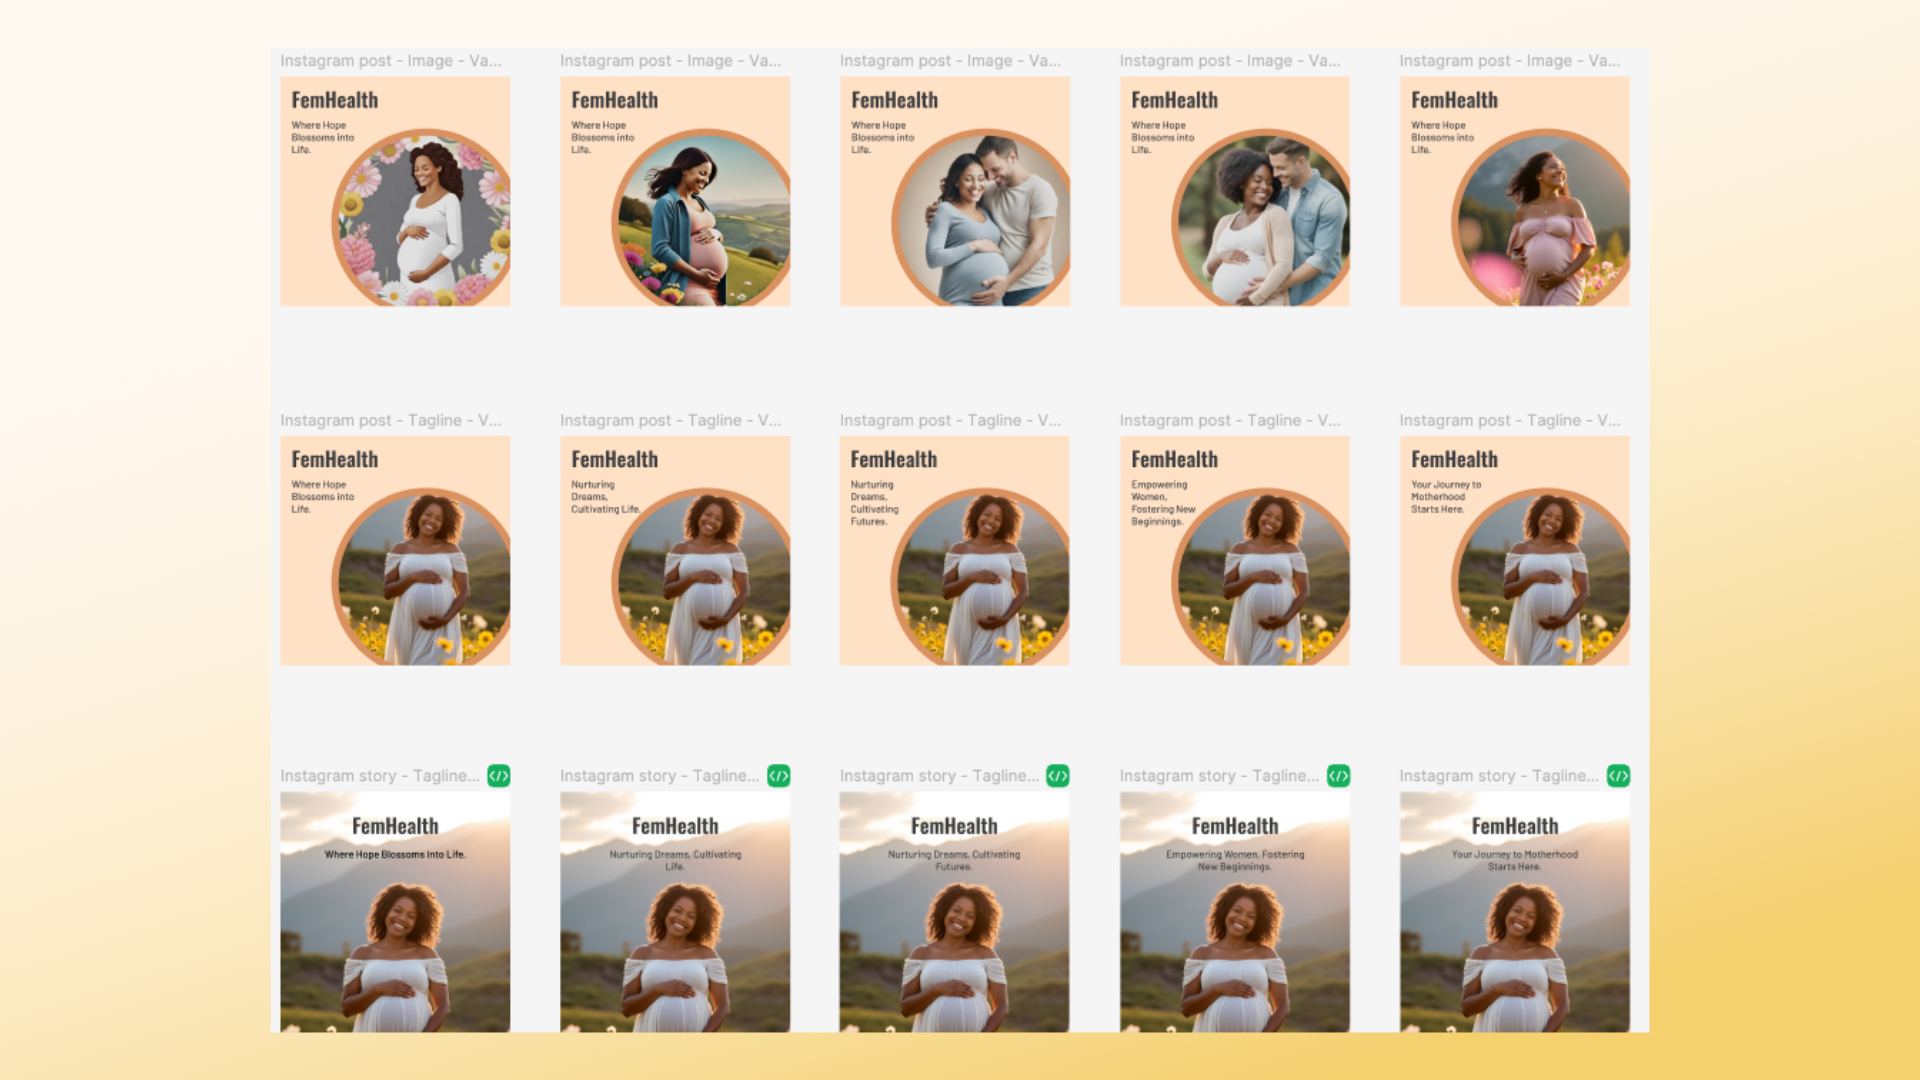 Instagram post - Image - Va...
Instagram post - Image - Va...
Instagram post - Image - Va...
Instagram post - Image - Va...
Instagram post - Image - Va...
FemHealth
Where Hope
Blossoms into
Life.
FemHealth
Where Hope
Blossoms into
Life.
FemHealth
Where Hope
Blossoms into
Life.
FemHealth
Where Hope
Blossoms into
Life.
FemHealth
Where Hope
Blossoms into
Life.
Instagram post - Tagline - V...
Instagram post - Tagline - V...
Instagram post - Tagline - V...
Instagram post - Tagline - V...
Instagram post - Tagline - V...
FemHealth
Where Hope
Blossoms into
Life.
FemHealth
Nurturing
Dreams,
Cultivating Life.
FemHealth
Nurturing
Dreams,
Cultivating
Futures.
FemHealth
Empowering
Women,
Fostering New
Beginnings.
FemHealth
Your Journey to
Motherhood
Starts Here.
Instagram story - Tagline... </>
Instagram story - Tagline... </>
Instagram story - Tagline... </>
Instagram story - Tagline... </>
Instagram story - Tagline... </>
FemHealth
Where Hope Blossoms Into Life.
FemHealth
Nurturing Dreams, Cultivating
Life.
FemHealth
Nurturing Dreams, Cultivating
Futures.
FemHealth
Empowering Women, Fostering
New Beginnings.
FemHealth
Your Journey to Motherhood
Starts Here.